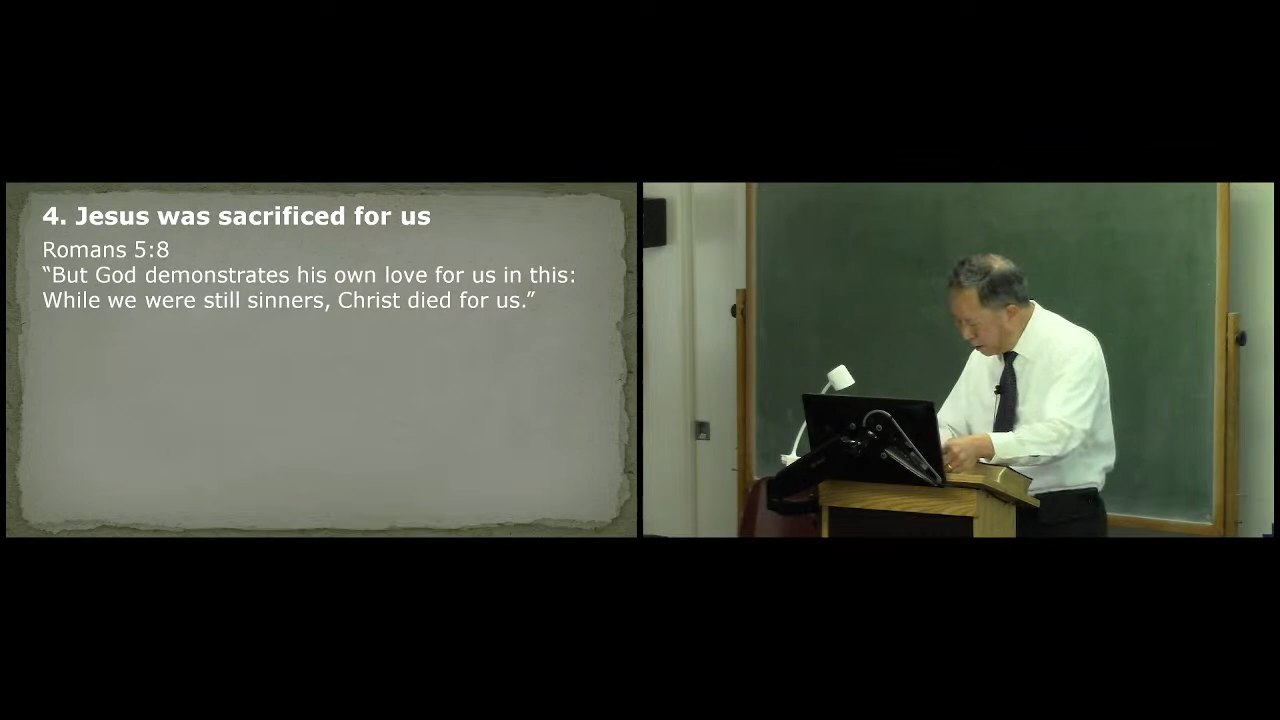 4. Jesus was sacrificed for us
Romans 5:8
“But God demonstrates his own love for us in this:
While we were still sinners, Christ died for us.”